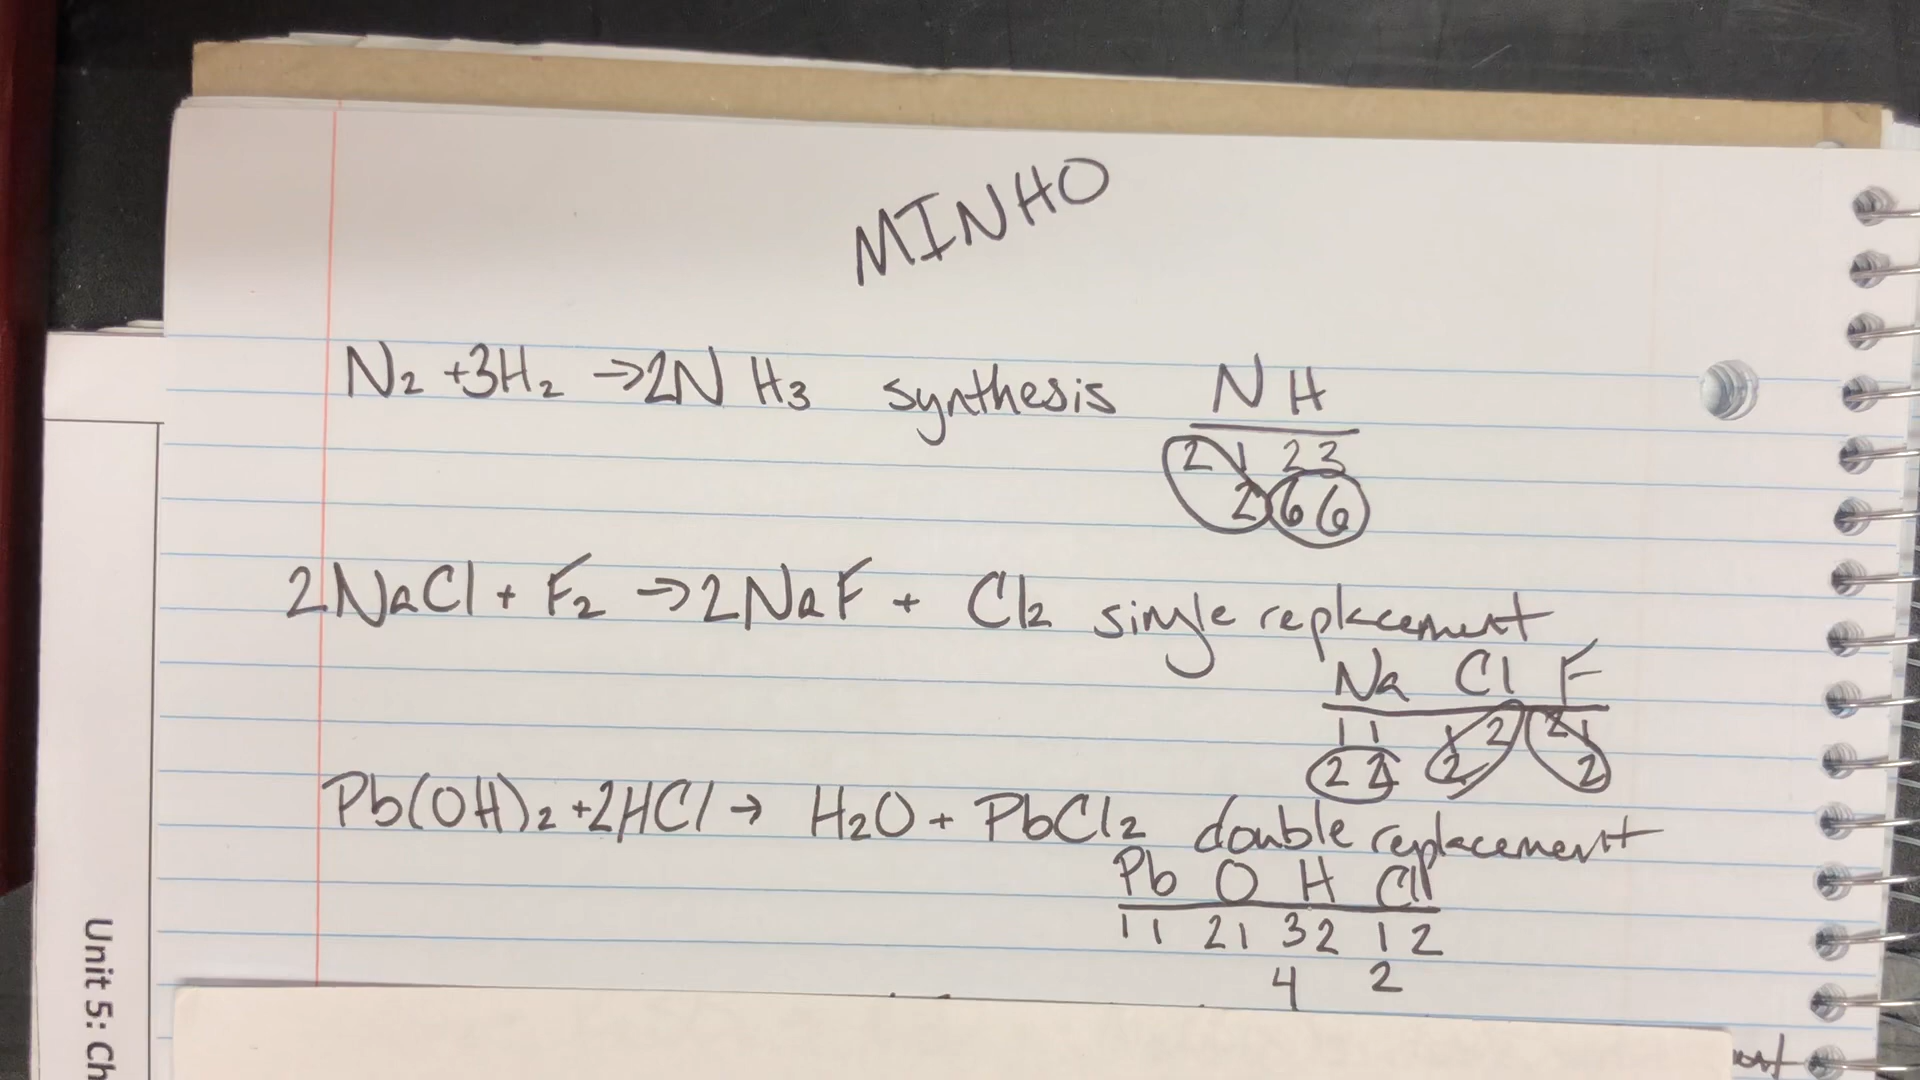 MINHO
N₂ +3H₂ →2N H₃ synthesis N H
2 1 2 3
2 6 6
2NaCl + F₂ →2NaF + Cl₂ single replacement
Na Cl F
1 1 1 2 2 1
2 2 2 2
Pb(OH)₂ +2HCl → H₂O + PbCl₂ double replacement
Pb O H Cl
1 1 2 1 3 2 1 2
4 2
Unit 5: Ch